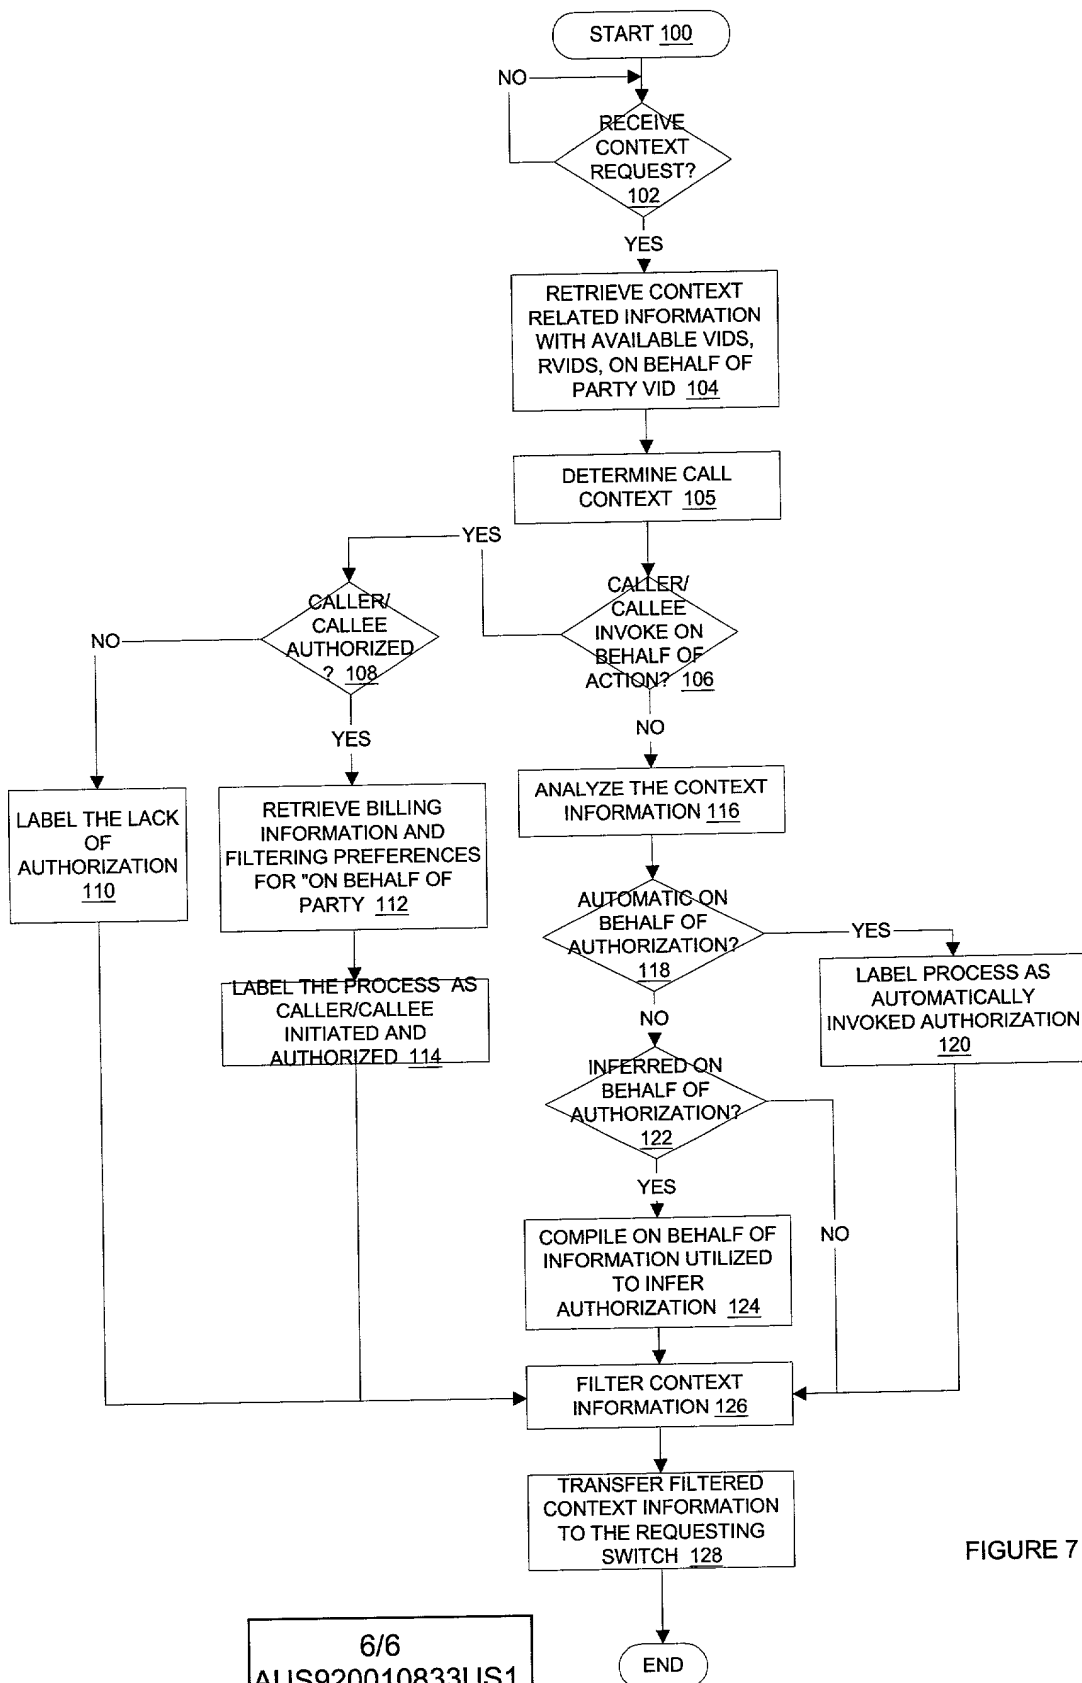 START 100
NO
RECEIVE
CONTEXT
REQUEST?
102
YES
RETRIEVE CONTEXT
RELATED INFORMATION
WITH AVAILABLE VIDS,
RVIDS, ON BEHALF OF
PARTY VID 104
DETERMINE CALL
CONTEXT 105
YES
CALLER/
CALLEE
INVOKE ON
BEHALF OF
ACTION? 106
CALLER/
CALLEE
AUTHORIZED
? 108
NO
YES
NO
LABEL THE LACK
OF
AUTHORIZATION
110
RETRIEVE BILLING
INFORMATION AND
FILTERING PREFERENCES
FOR "ON BEHALF OF
PARTY 112
ANALYZE THE CONTEXT
INFORMATION 116
LABEL THE PROCESS AS
CALLER/CALLEE
INITIATED AND
AUTHORIZED 114
AUTOMATIC ON
BEHALF OF
AUTHORIZATION?
118
YES
LABEL PROCESS AS
AUTOMATICALLY
INVOKED AUTHORIZATION
120
NO
INFERRED ON
BEHALF OF
AUTHORIZATION?
122
YES
NO
COMPILE ON BEHALF OF
INFORMATION UTILIZED
TO INFER
AUTHORIZATION 124
FILTER CONTEXT
INFORMATION 126
TRANSFER FILTERED
CONTEXT INFORMATION
TO THE REQUESTING
SWITCH 128
FIGURE 7
END
6/6
AUS920010833US1